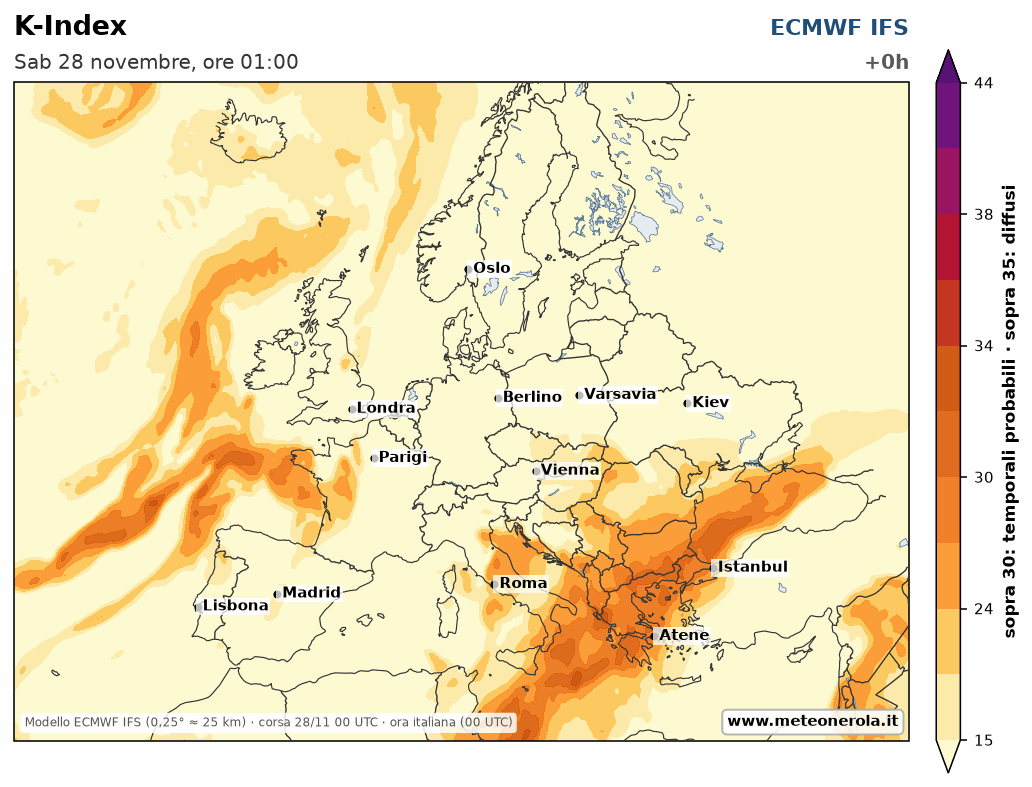 K-Index
ECMWF IFS
Sab 28 novembre, ore 01:00
+0h
44
38
34
30
24
15
sopra 30: temporali probabili · sopra 35: diffusi
Oslo
Berlino
Varsavia
Kiev
Londra
Parigi
Vienna
Istanbul
Roma
Madrid
Lisbona
Atene
Modello ECMWF IFS (0,25° ≈ 25 km) · corsa 28/11 00 UTC · ora italiana (00 UTC)
www.meteonerola.it